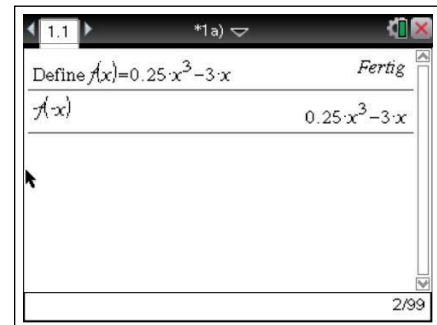 1.1 *1a)
Define f(x)=0.25·x³−3·x Fertig
-f(-x) 0.25·x³−3·x
2/99